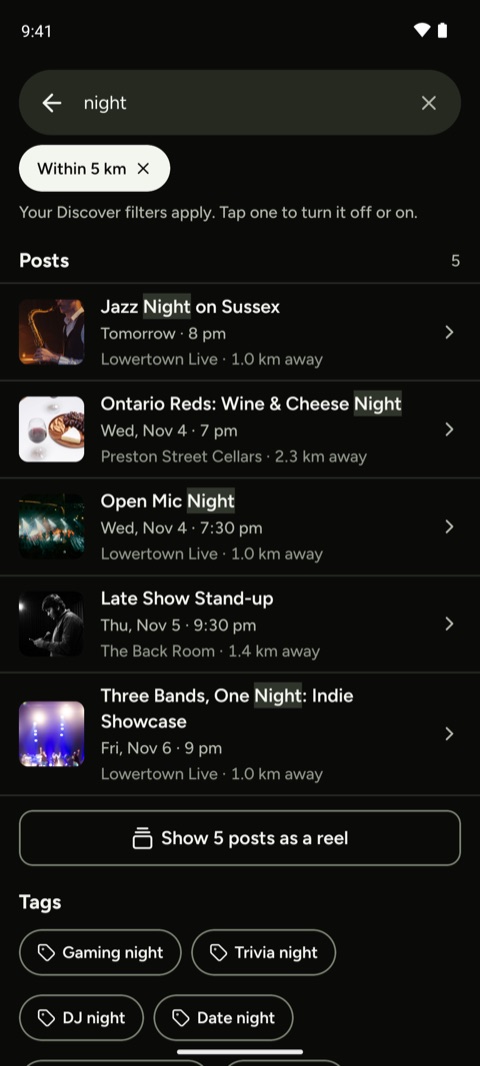 9:41
night
Within 5 km
Your Discover filters apply. Tap one to turn it off or on.
Posts
5
Jazz Night on Sussex
Tomorrow · 8 pm
Lowertown Live · 1.0 km away
Ontario Reds: Wine & Cheese Night
Wed, Nov 4 · 7 pm
Preston Street Cellars · 2.3 km away
Open Mic Night
Wed, Nov 4 · 7:30 pm
Lowertown Live · 1.0 km away
Late Show Stand-up
Thu, Nov 5 · 9:30 pm
The Back Room · 1.4 km away
Three Bands, One Night: Indie
Showcase
Fri, Nov 6 · 9 pm
Lowertown Live · 1.0 km away
Show 5 posts as a reel
Tags
Gaming night
Trivia night
DJ night
Date night